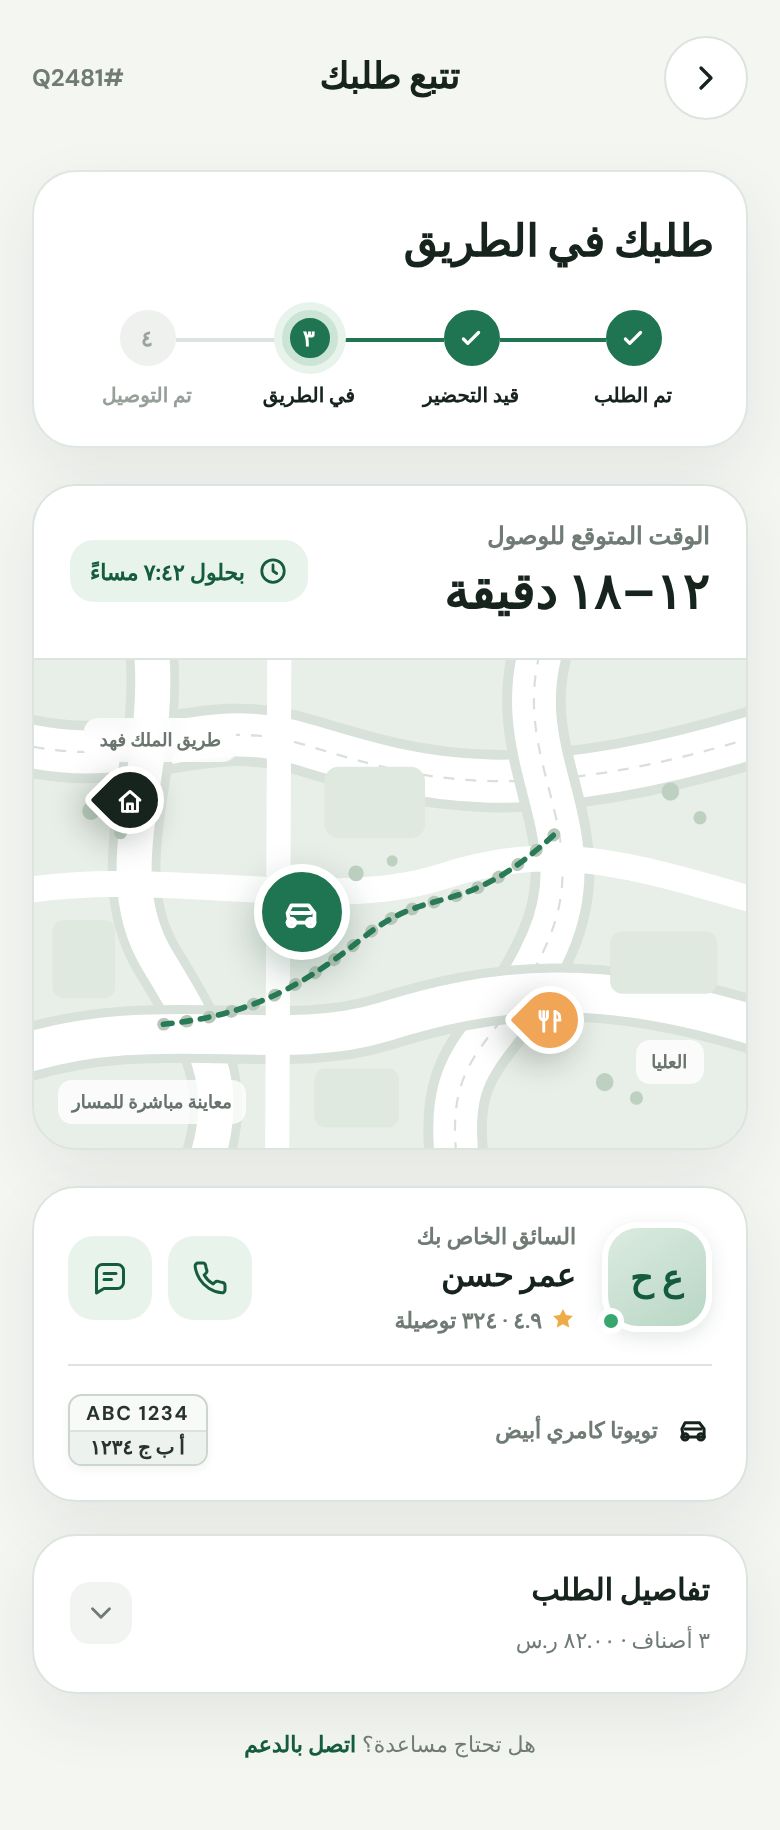 تتبع طلبك
Q2481#
طلبك في الطريق
٣
٤
تم الطلب
قيد التحضير
في الطريق
تم التوصيل
الوقت المتوقع للوصول
١٢–١٨ دقيقة
بحلول ٧:٤٢ مساءً
طريق الملك فهد
العليا
معاينة مباشرة للمسار
ع ح
السائق الخاص بك
عمر حسن
٤.٩ · ٣٢٤ توصيلة
تويوتا كامري أبيض
ABC 1234
أ ب ج ١٢٣٤
تفاصيل الطلب
٣ أصناف · ٨٢.٠٠ ر.س
هل تحتاج مساعدة؟ اتصل بالدعم